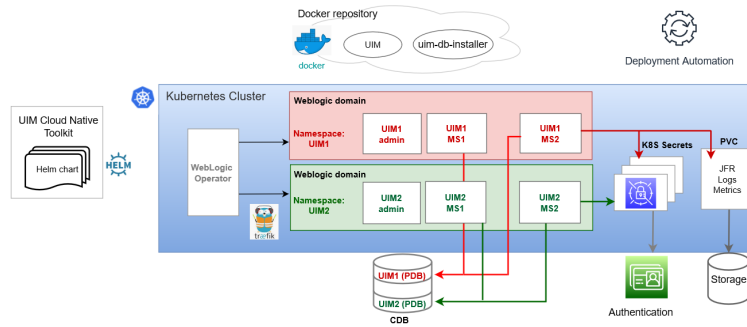 Docker repository
UIM
uim-db-installer
docker
Deployment Automation
UIM Cloud Native
Toolkit
Helm chart
HELM
Kubernetes Cluster
WebLogic
Operator
træfik
Weblogic domain
Namespace:
UIM1
UIM1
admin
UIM1
MS1
UIM1
MS2
Weblogic domain
Namespace:
UIM2
UIM2
admin
UIM2
MS1
UIM2
MS2
K8S Secrets
PVC
JFR
Logs
Metrics
UIM1 (PDB)
UIM2 (PDB)
CDB
Authentication
Storage